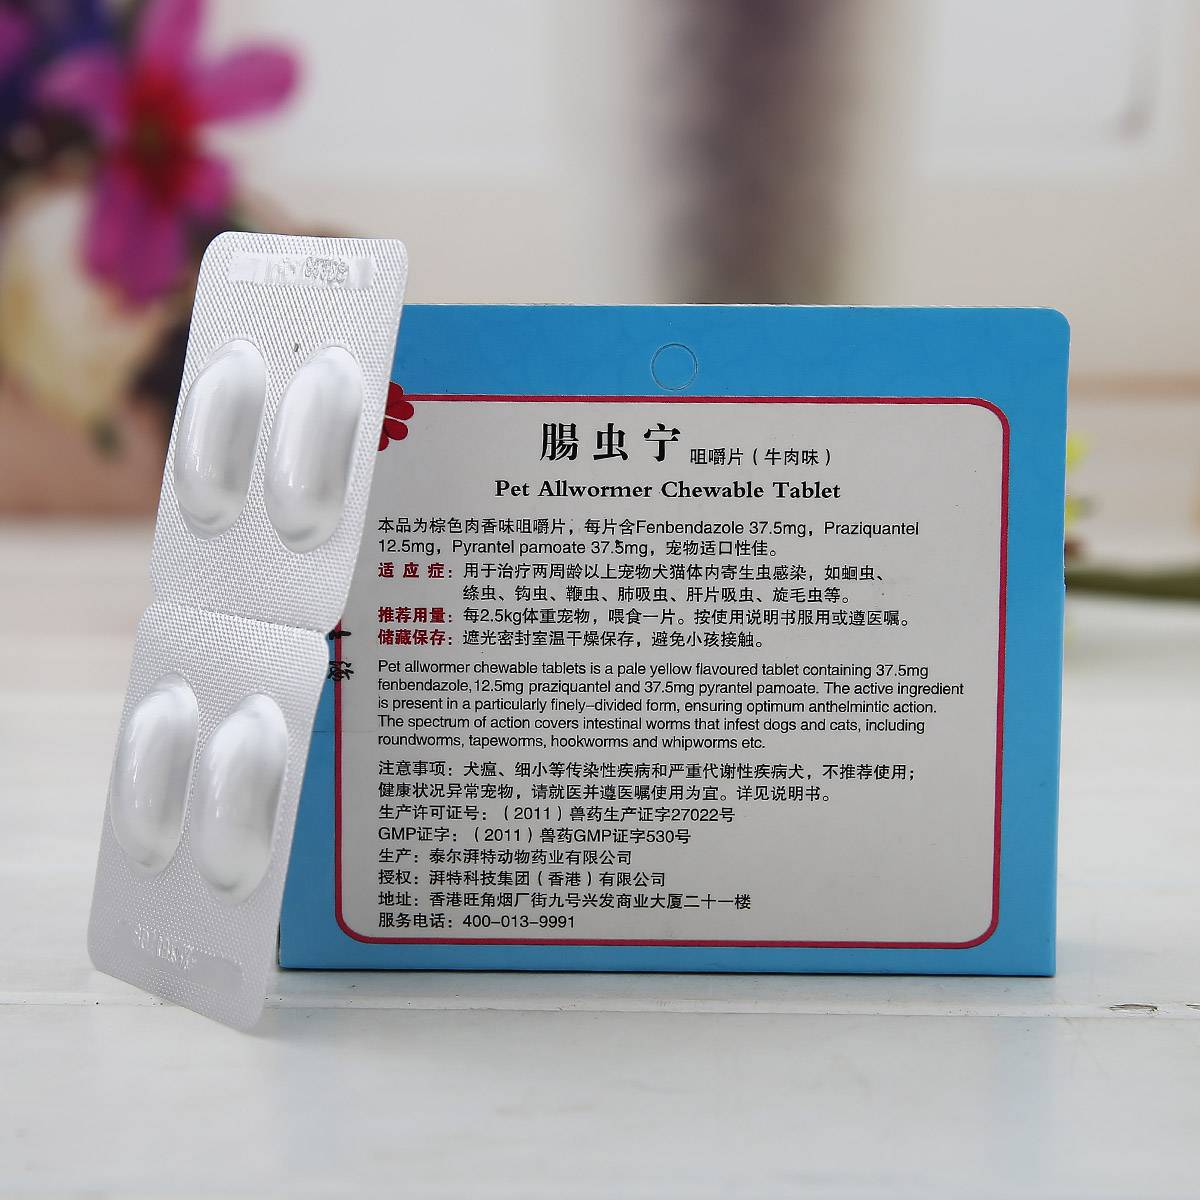 腸虫宁 咀嚼片（牛肉味）
Pet Allwormer Chewable Tablet
本品为棕色肉香味咀嚼片，每片含Fenbendazole 37.5mg，Praziquantel
12.5mg，Pyrantel pamoate 37.5mg，宠物适口性佳。
适 应 症：用于治疗两周龄以上宠物犬猫体内寄生虫感染，如蛔虫、
绦虫、钩虫、鞭虫、肺吸虫、肝片吸虫、旋毛虫等。
推荐用量：每2.5kg体重宠物，喂食一片。按使用说明书服用或遵医嘱。
储藏保存：遮光密封室温干燥保存，避免小孩接触。
Pet allwormer chewable tablets is a pale yellow flavoured tablet containing 37.5mg
fenbendazole,12.5mg praziquantel and 37.5mg pyrantel pamoate. The active ingredient
is present in a particularly finely–divided form, ensuring optimum anthelmintic action.
The spectrum of action covers intestinal worms that infest dogs and cats, including
roundworms, tapeworms, hookworms and whipworms etc.
注意事项：犬瘟、细小等传染性疾病和严重代谢性疾病犬，不推荐使用；
健康状况异常宠物，请就医并遵医嘱使用为宜。详见说明书。
生产许可证号：（2011）兽药生产证字27022号
GMP证字：（2011）兽药GMP证字530号
生产：泰尔湃特动物药业有限公司
授权：湃特科技集团（香港）有限公司
地址：香港旺角烟厂街九号兴发商业大厦二十一楼
服务电话：400–013–9991